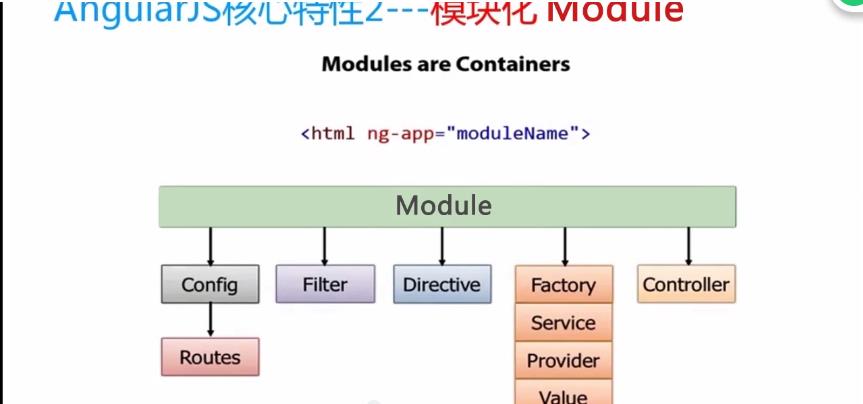 AngularJS核心特性2---模块化 Module
Modules are Containers
<html ng-app="moduleName">
Module
Config
Filter
Directive
Factory
Controller
Service
Routes
Provider
Value